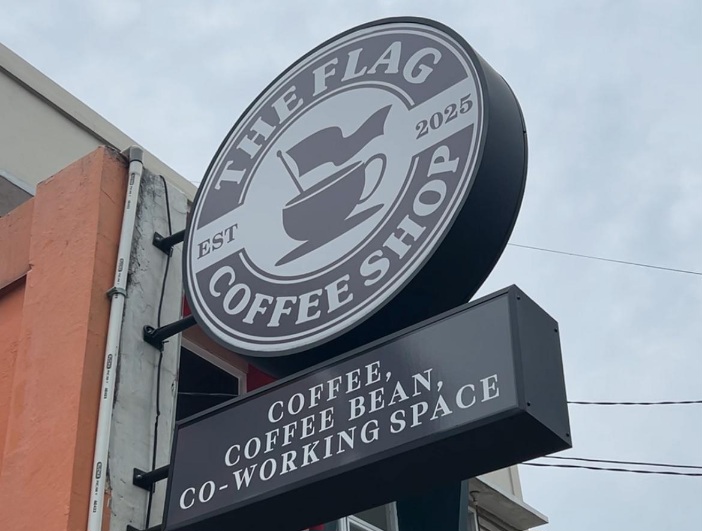 THE FLAG
EST 2025
COFFEE SHOP
COFFEE,
COFFEE BEAN,
CO-WORKING SPACE